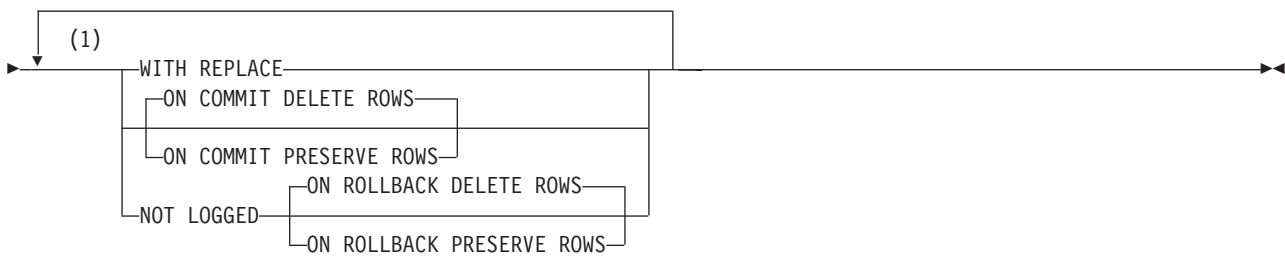 (1)
WITH REPLACE
ON COMMIT DELETE ROWS
ON COMMIT PRESERVE ROWS
ON ROLLBACK DELETE ROWS
NOT LOGGED
ON ROLLBACK PRESERVE ROWS